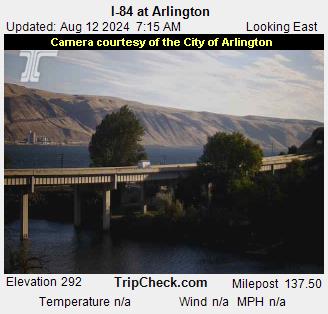 I-84 at Arlington
Updated: Aug 12 2024 7:15 AM Looking East
Camera courtesy of the City of Arlington
Elevation 292 TripCheck.com Milepost 137.50
Temperature n/a Wind n/a MPH n/a